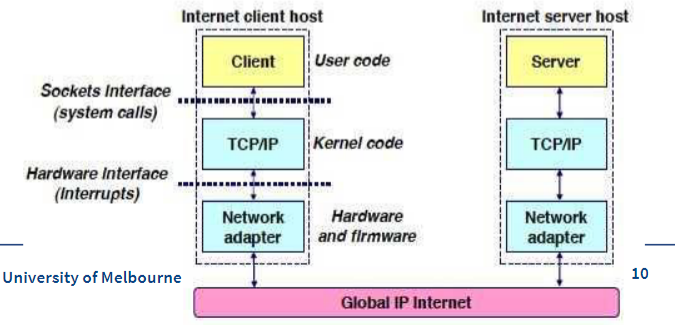 Internet client host
Internet server host
Client
User code
Server
Sockets Interface
(system calls)
TCP/IP
Kernel code
TCP/IP
Hardware Interface
(Interrupts)
Network
adapter
Hardware
and firmware
Network
adapter
University of Melbourne
10
Global IP Internet